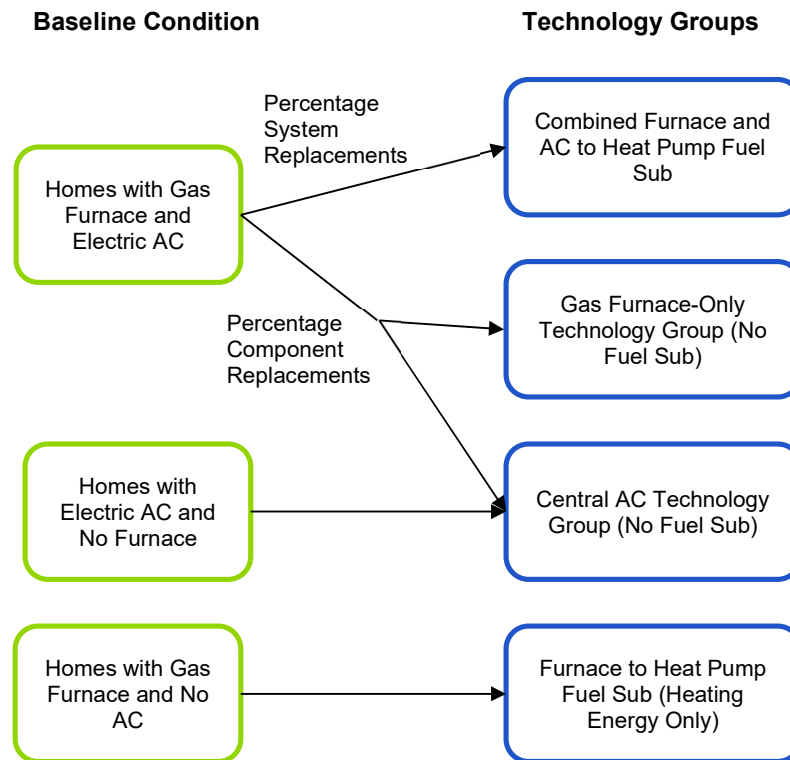 Baseline Condition
Technology Groups
Percentage
System
Replacements
Combined Furnace and
AC to Heat Pump Fuel
Sub
Homes with Gas
Furnace and
Electric AC
Gas Furnace-Only
Technology Group (No
Fuel Sub)
Percentage
Component
Replacements
Homes with
Electric AC and
No Furnace
Central AC Technology
Group (No Fuel Sub)
Homes with Gas
Furnace and No
AC
Furnace to Heat Pump
Fuel Sub (Heating
Energy Only)